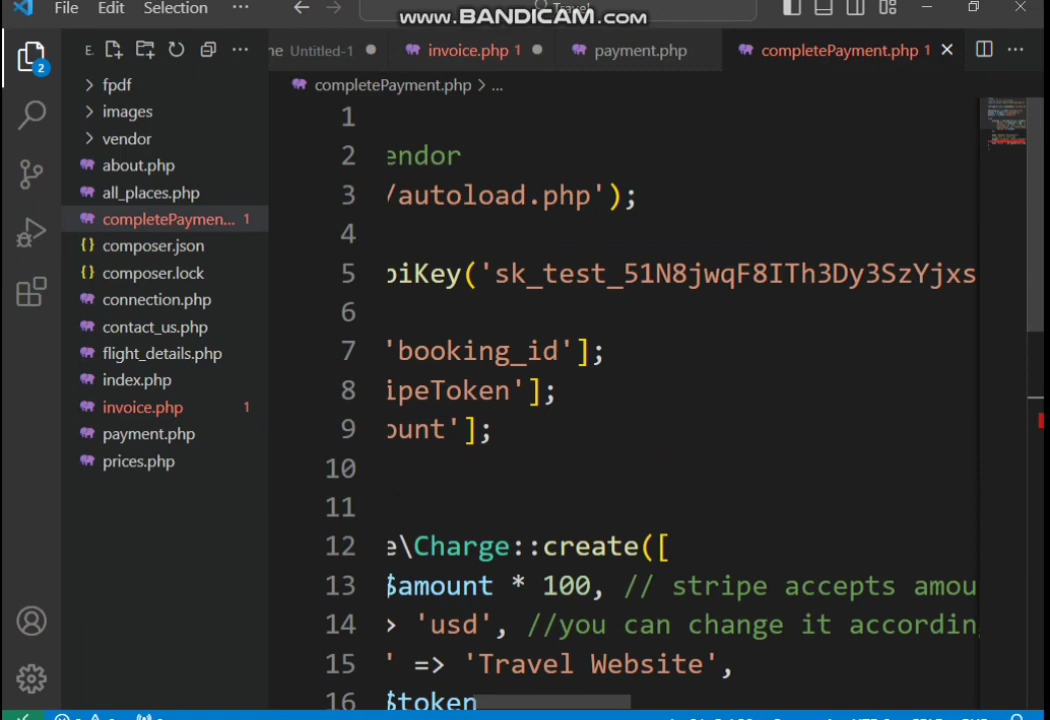 File Edit Selection ··· Travel
www.BANDICAM.com
E. ··· Untitled-1 invoice.php 1 payment.php completePayment.php 1 ···
completePayment.php > ...
2
fpdf
images
vendor
about.php
all_places.php
completePaymen... 1
composer.json
composer.lock
connection.php
contact_us.php
flight_details.php
index.php
invoice.php 1
payment.php
prices.php
1
2 endor
3 /autoload.php');
4
5 piKey('sk_test_51N8jwqF8ITh3Dy3SzYjxs
6
7 'booking_id'];
8 ipeToken'];
9 ount'];
10
11
12 e\Charge::create([
13 $amount * 100, // stripe accepts amou
14 > 'usd', //you can change it accordin
15 ' => 'Travel Website',
16 $token